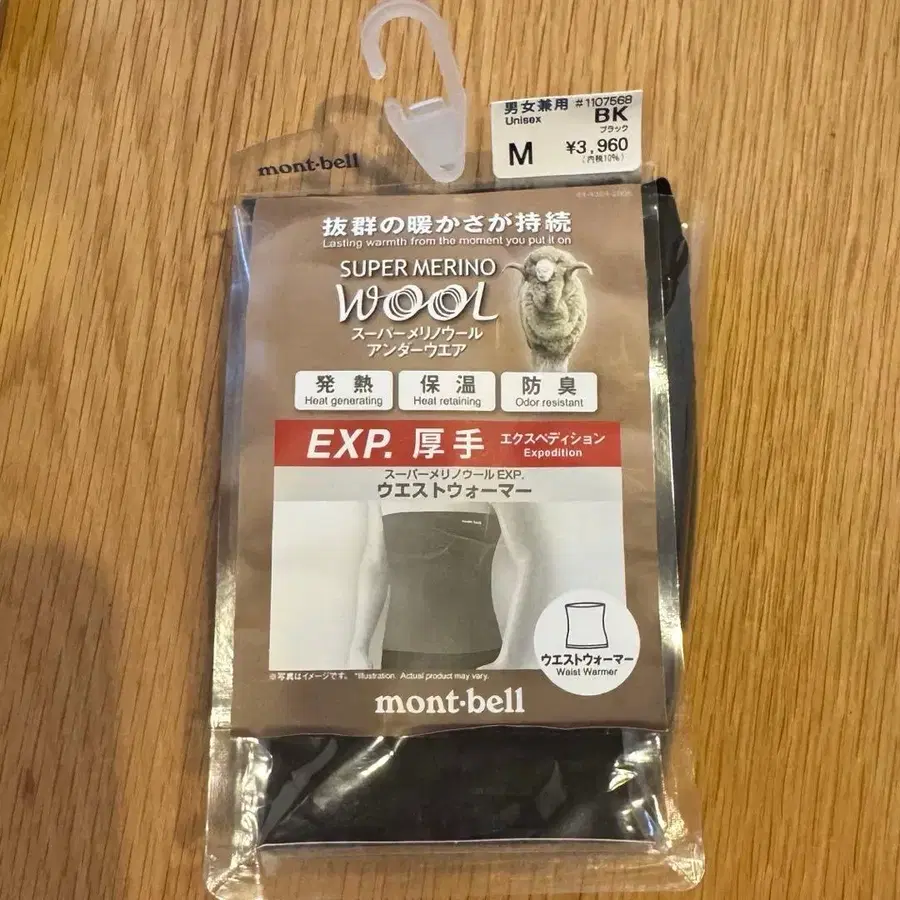 男女兼用 #1107568
Unisex
BK
ブラック
M
¥3,960
(内税10%)
mont-bell
抜群の暖かさが持続
Lasting warmth from the moment you put it on
SUPER MERINO
WOOL
スーパーメリノウール
アンダーウエア
発熱 保温 防臭
Heat generating Heat retaining Odor resistant
EXP. 厚手 エクスペディション
Expedition
スーパーメリノウール EXP.
ウエストウォーマー
mont-bell
ウエストウォーマー
Waist Warmer
※写真はイメージです。 *Illustration. Actual product may vary.
mont-bell